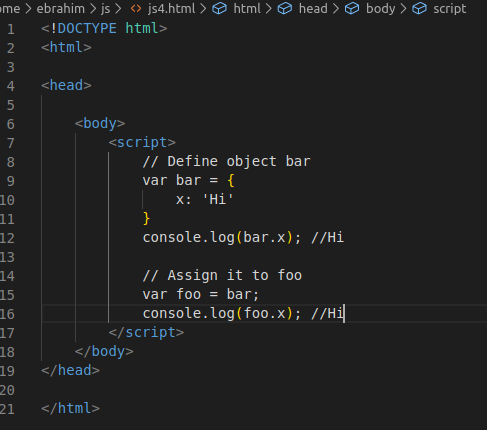 ome > ebrahim > js > <> js4.html > html > head > body > script
1 <!DOCTYPE html>
2 <html>
3
4 <head>
5
6 <body>
7 <script>
8 // Define object bar
9 var bar = {
10 x: 'Hi'
11 }
12 console.log(bar.x); //Hi
13
14 // Assign it to foo
15 var foo = bar;
16 console.log(foo.x); //Hi
17 </script>
18 </body>
19 </head>
20
21 </html>